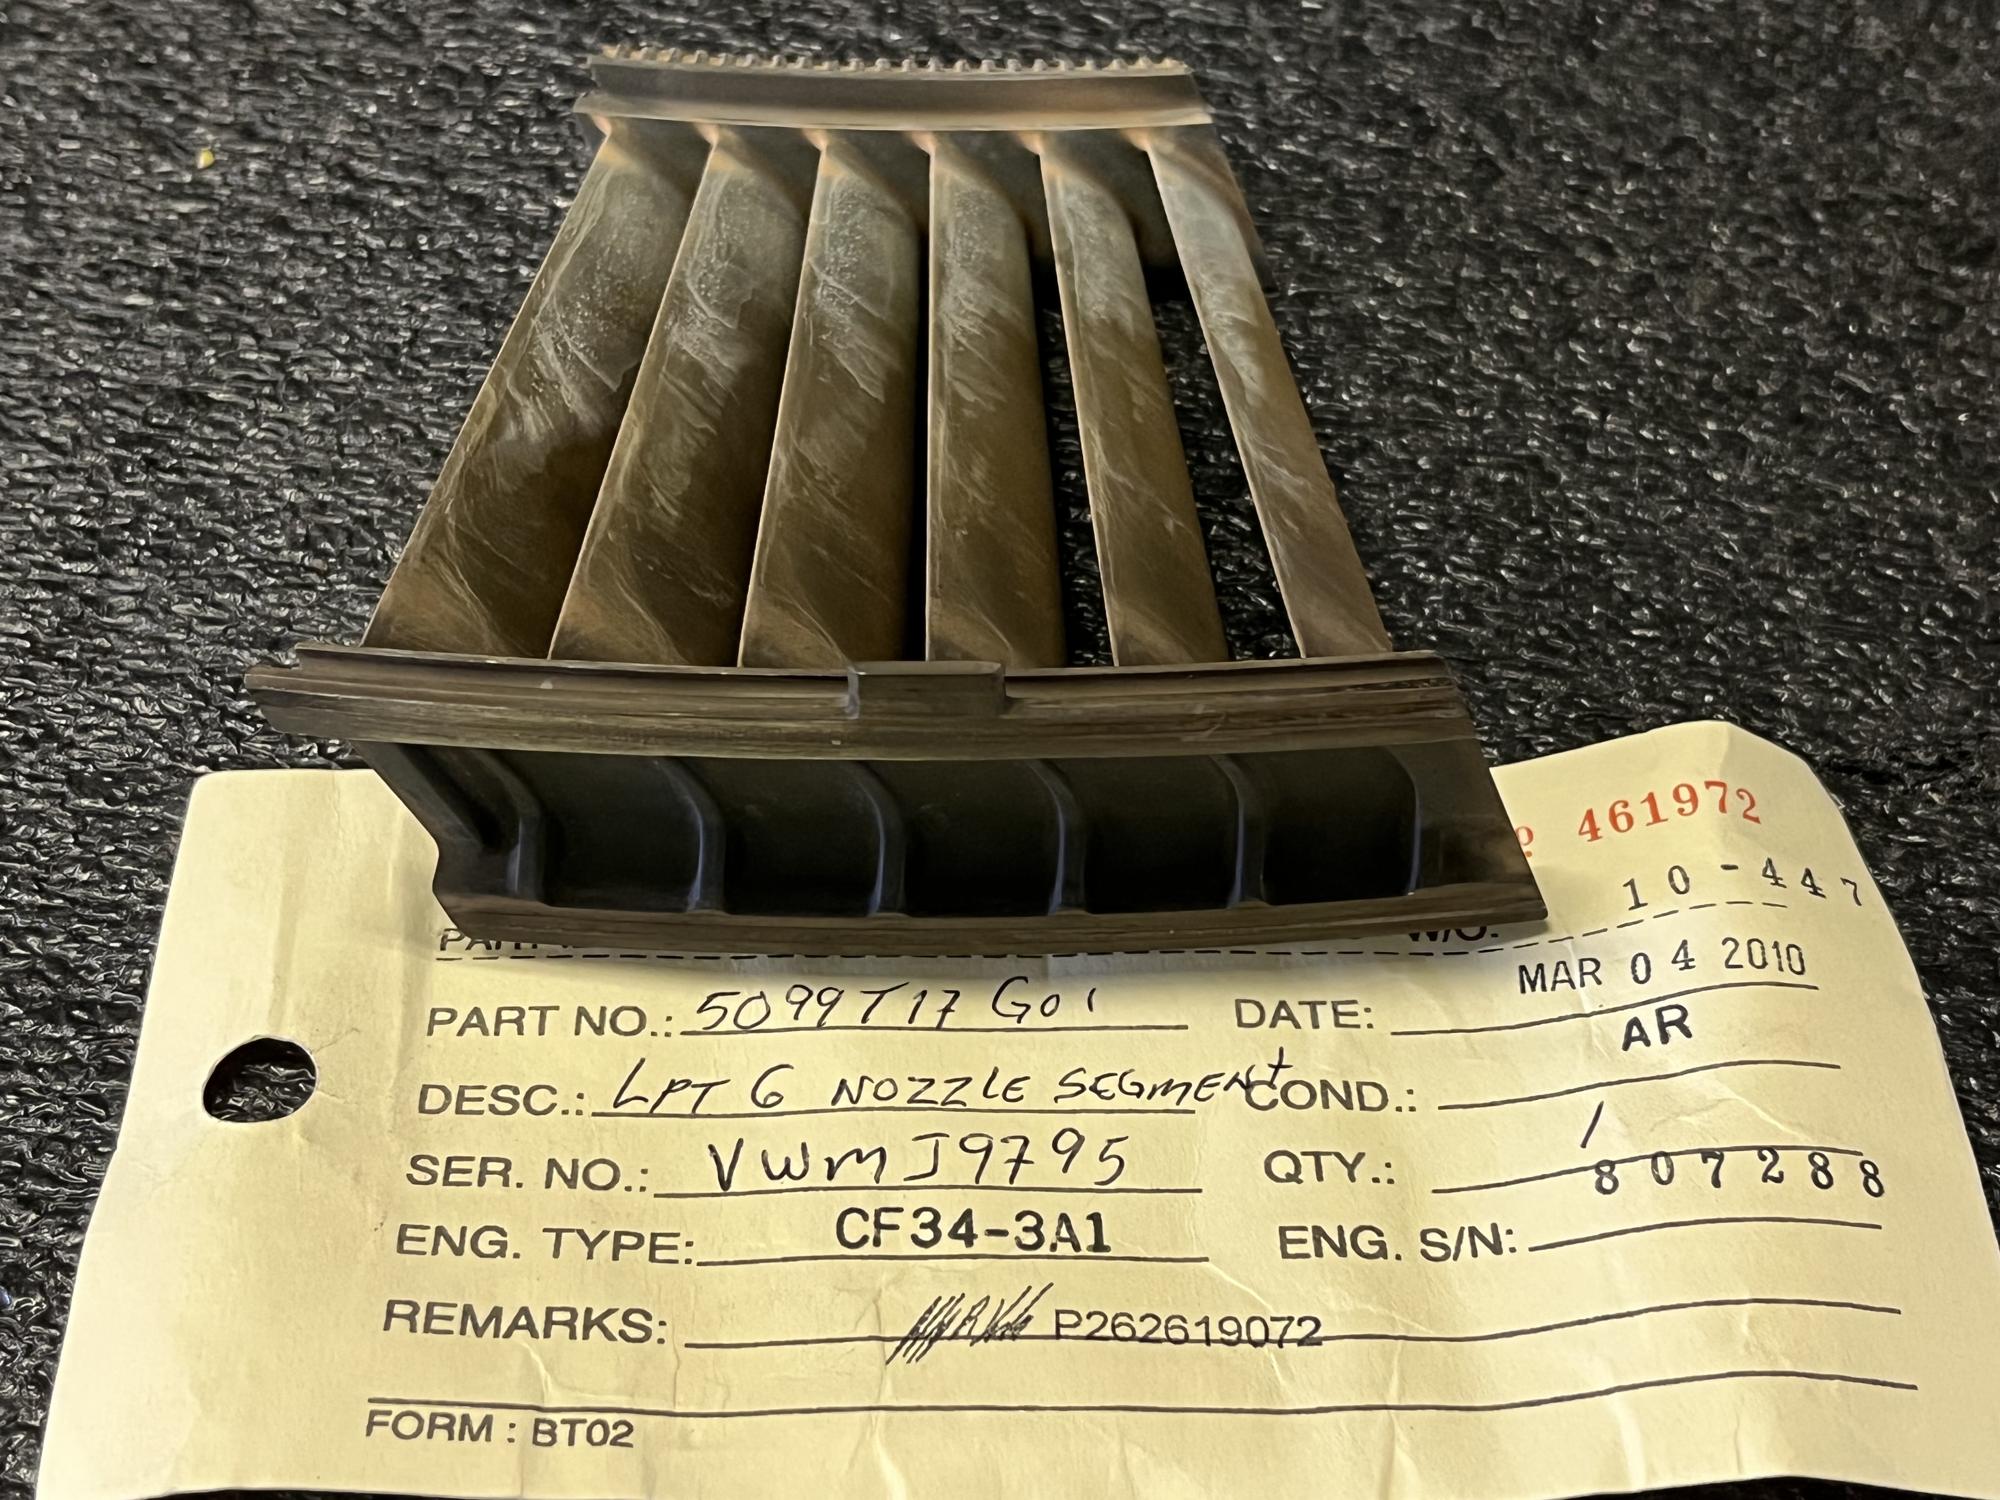 461972
10-447
W/O:
PART NO.: 5099T17 G01 DATE: MAR 04 2010
DESC.: LPT 6 NOZZLE SEGMENT COND.: AR
SER. NO.: VWMJ9795 QTY.: 1
ENG. TYPE: CF34-3A1 ENG. S/N: 807288
REMARKS: P262619072
FORM : BT02